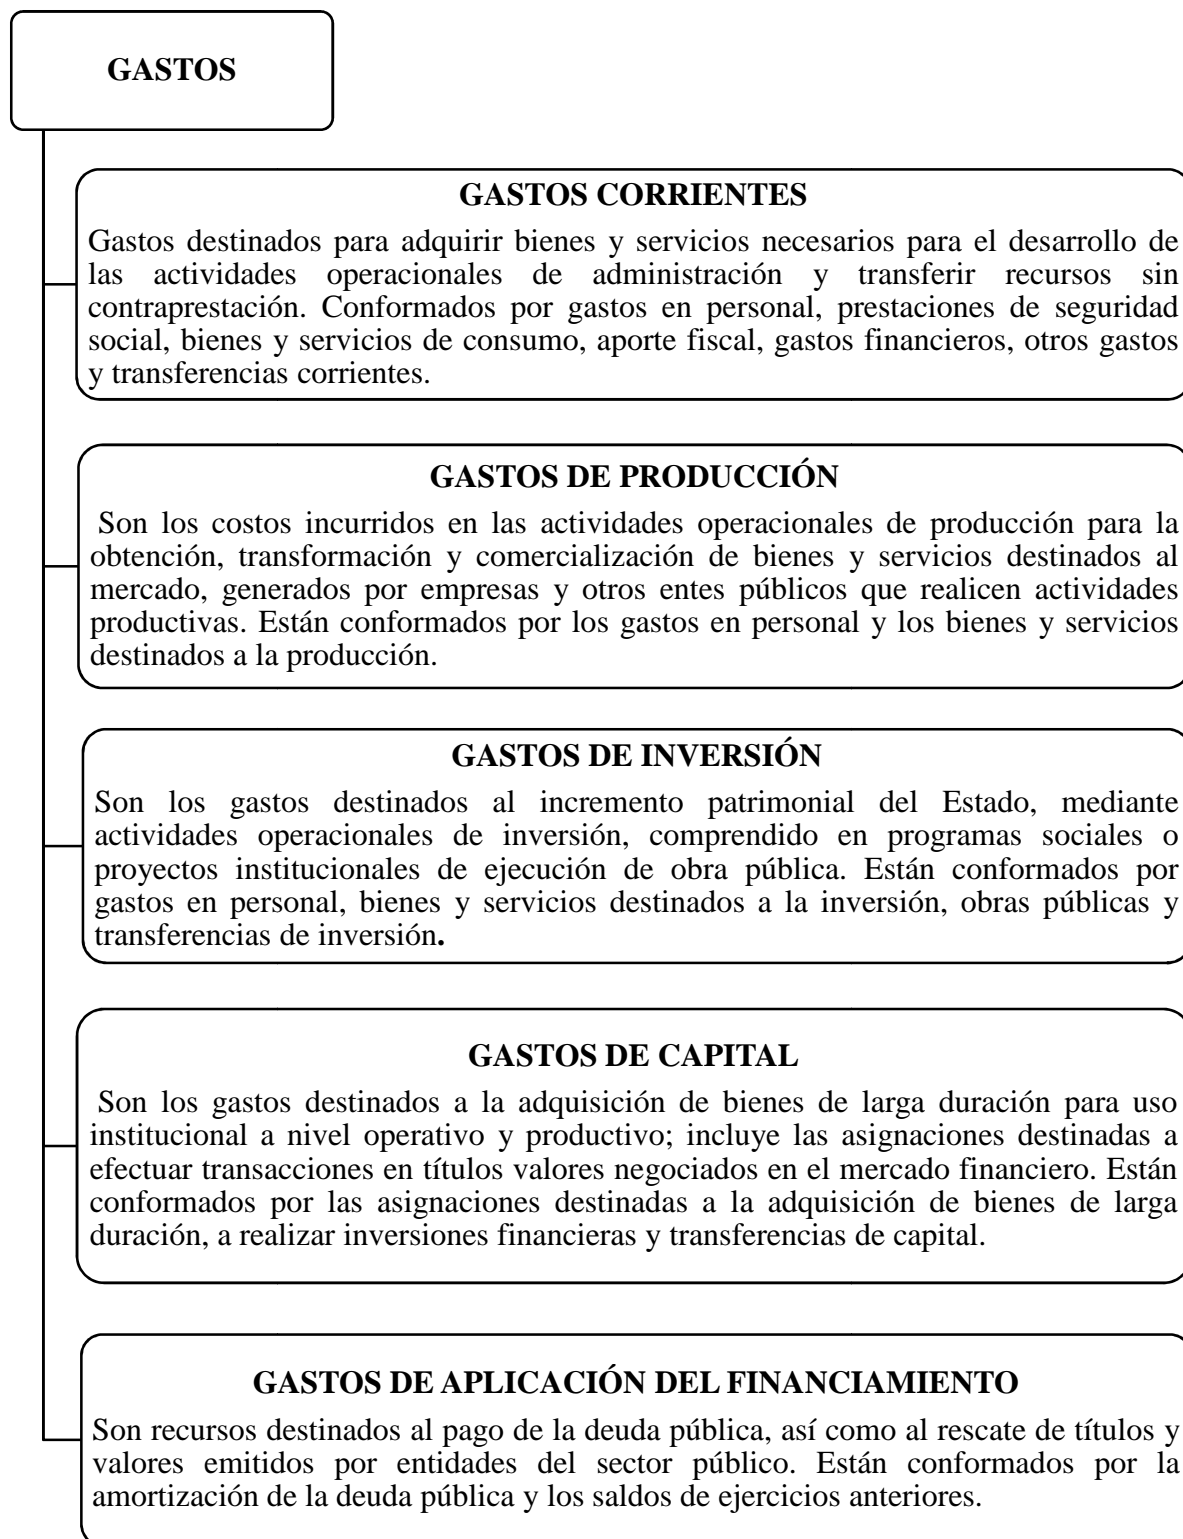 GASTOS
GASTOS CORRIENTES
Gastos destinados para adquirir bienes y servicios necesarios para el desarrollo de
las actividades operacionales de administración y transferir recursos sin
contraprestación. Conformados por gastos en personal, prestaciones de seguridad
social, bienes y servicios de consumo, aporte fiscal, gastos financieros, otros gastos
y transferencias corrientes.
GASTOS DE PRODUCCIÓN
Son los costos incurridos en las actividades operacionales de producción para la
obtención, transformación y comercialización de bienes y servicios destinados al
mercado, generados por empresas y otros entes públicos que realicen actividades
productivas. Están conformados por los gastos en personal y los bienes y servicios
destinados a la producción.
GASTOS DE INVERSIÓN
Son los gastos destinados al incremento patrimonial del Estado, mediante
actividades operacionales de inversión, comprendido en programas sociales o
proyectos institucionales de ejecución de obra pública. Están conformados por
gastos en personal, bienes y servicios destinados a la inversión, obras públicas y
transferencias de inversión.
GASTOS DE CAPITAL
Son los gastos destinados a la adquisición de bienes de larga duración para uso
institucional a nivel operativo y productivo; incluye las asignaciones destinadas a
efectuar transacciones en títulos valores negociados en el mercado financiero. Están
conformados por las asignaciones destinadas a la adquisición de bienes de larga
duración, a realizar inversiones financieras y transferencias de capital.
GASTOS DE APLICACIÓN DEL FINANCIAMIENTO
Son recursos destinados al pago de la deuda pública, así como al rescate de títulos y
valores emitidos por entidades del sector público. Están conformados por la
amortización de la deuda pública y los saldos de ejercicios anteriores.